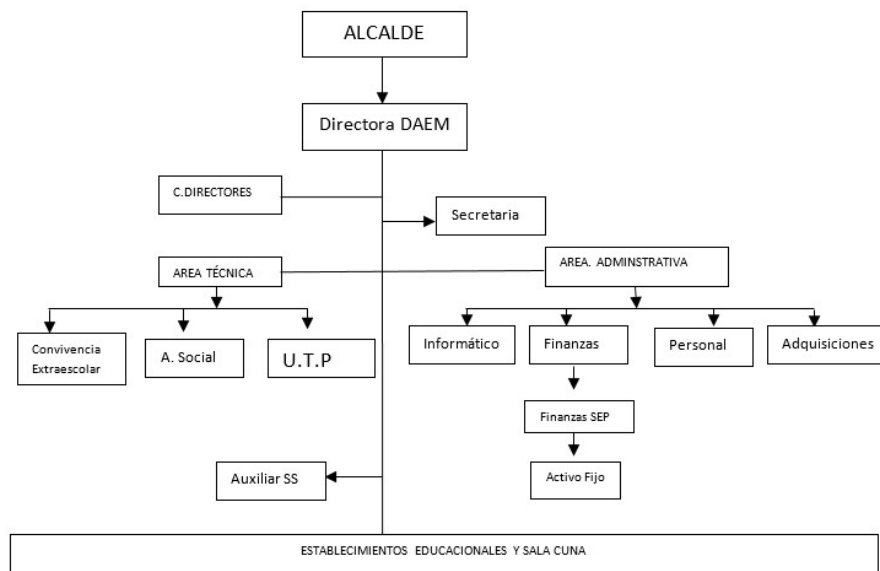 ALCALDE
Directora DAEM
C.DIRECTORES
Secretaria
AREA TÉCNICA
AREA. ADMINSTRATIVA
Convivencia
Extraescolar
A. Social
U.T.P
Informático
Finanzas
Personal
Adquisiciones
Finanzas SEP
Auxiliar SS
Activo Fijo
ESTABLECIMIENTOS EDUCACIONALES Y SALA CUNA